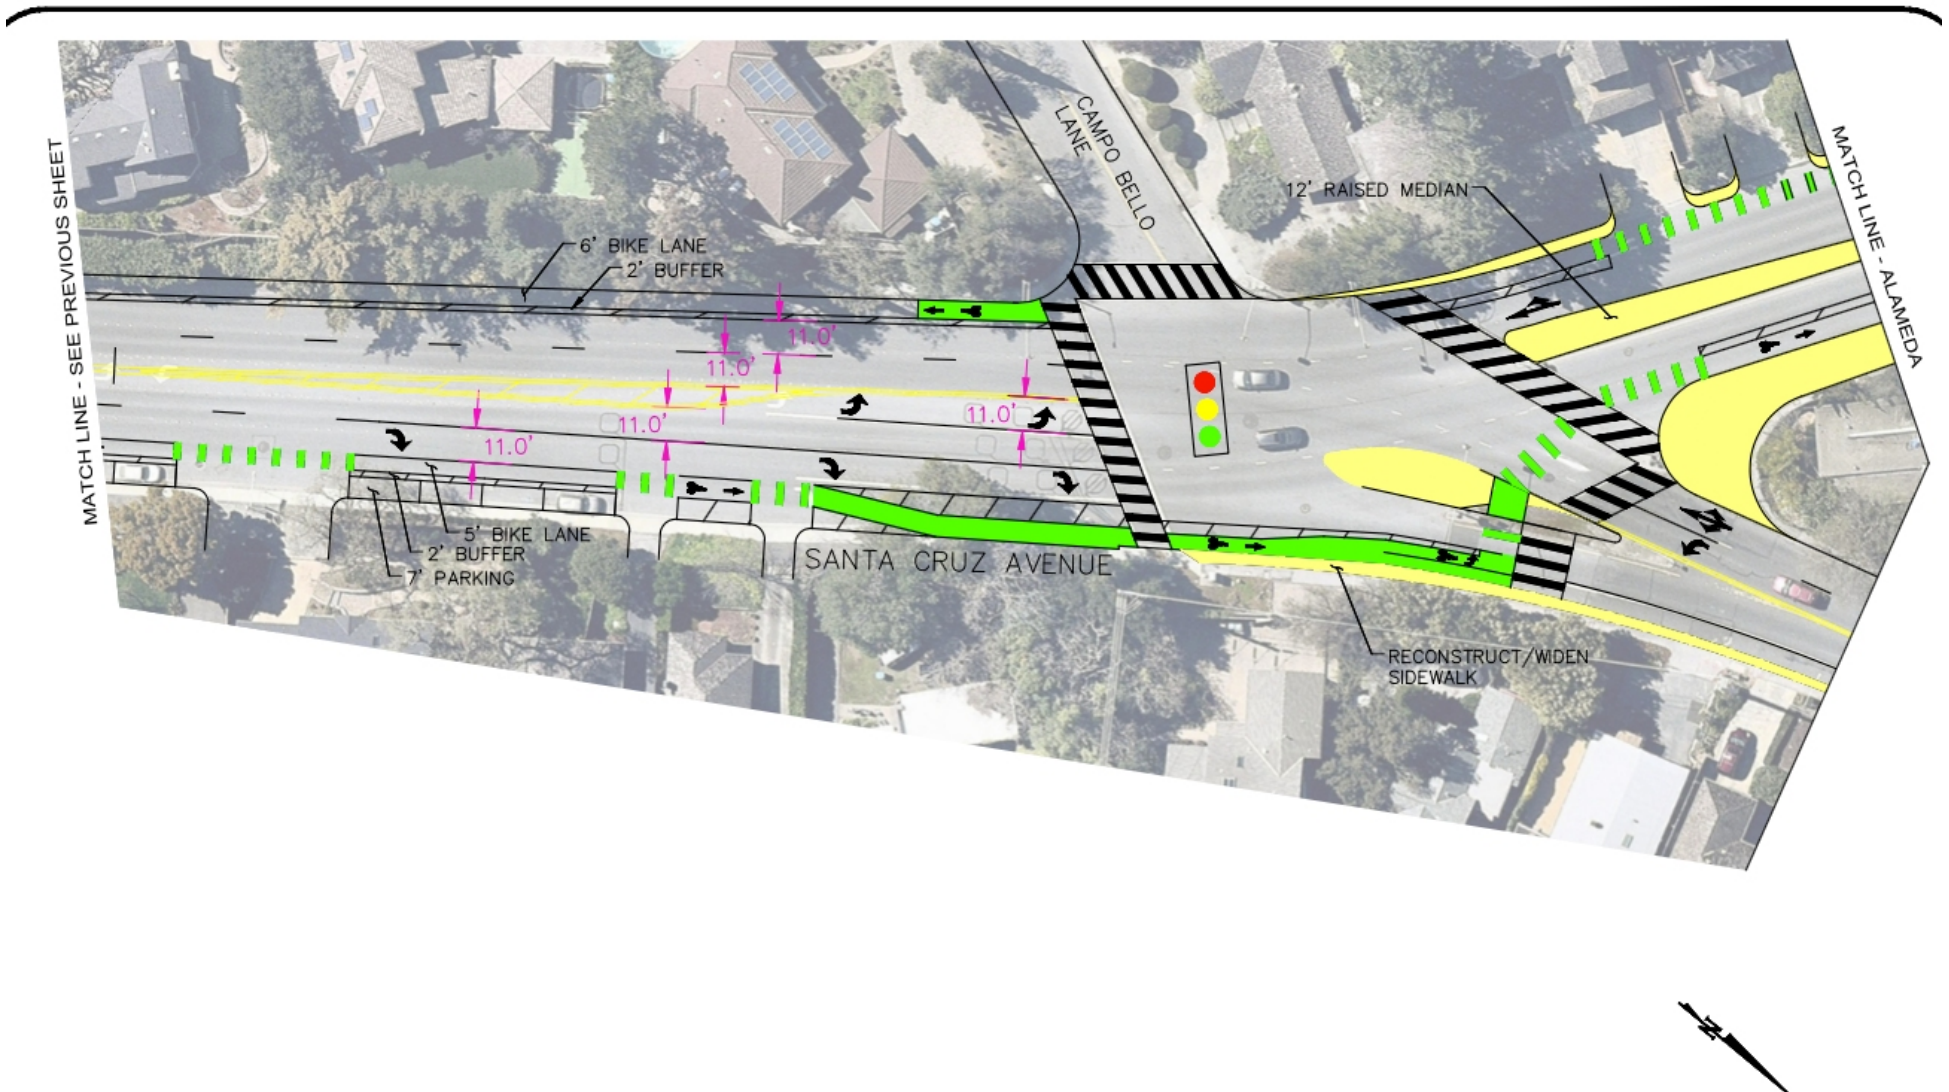 MATCH LINE - SEE PREVIOUS SHEET
6' BIKE LANE
2' BUFFER
CAMPO BELLO
LANE
12' RAISED MEDIAN
MATCH LINE - ALAMEDA
11.0'
11.0'
11.0'
11.0'
11.0'
5' BIKE LANE
2' BUFFER
7' PARKING
SANTA CRUZ AVENUE
RECONSTRUCT/WIDEN
SIDEWALK
N